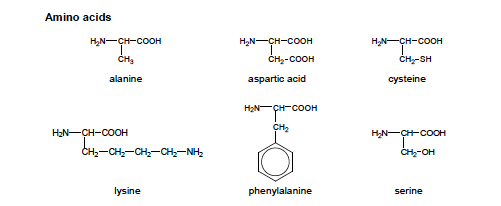 Amino acids
H₂N—CH—COOH
CH₃
alanine
H₂N—CH—COOH
CH₂-COOH
aspartic acid
H₂N—CH—COOH
CH₂—SH
cysteine
H₂N—CH—COOH
CH₂—CH₂—CH₂—CH₂—NH₂
lysine
H₂N—CH—COOH
CH₂
phenylalanine
H₂N—CH—COOH
CH₂—OH
serine